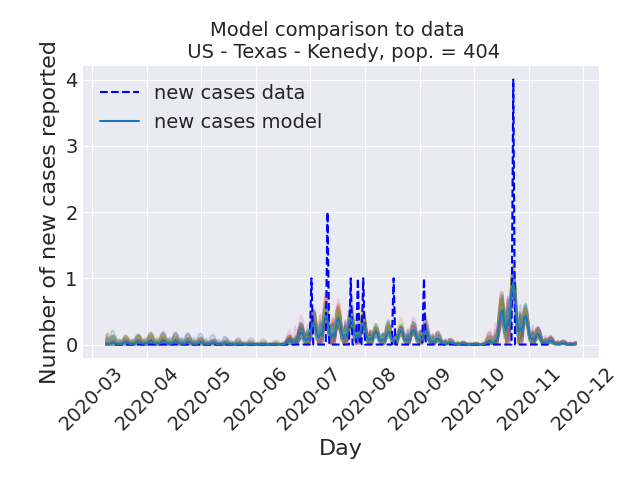 Model comparison to data
US - Texas - Kenedy, pop. = 404
Number of new cases reported
4
3
2
1
0
new cases data
new cases model
2020-03
2020-04
2020-05
2020-06
2020-07
2020-08
2020-09
2020-10
2020-11
2020-12
Day